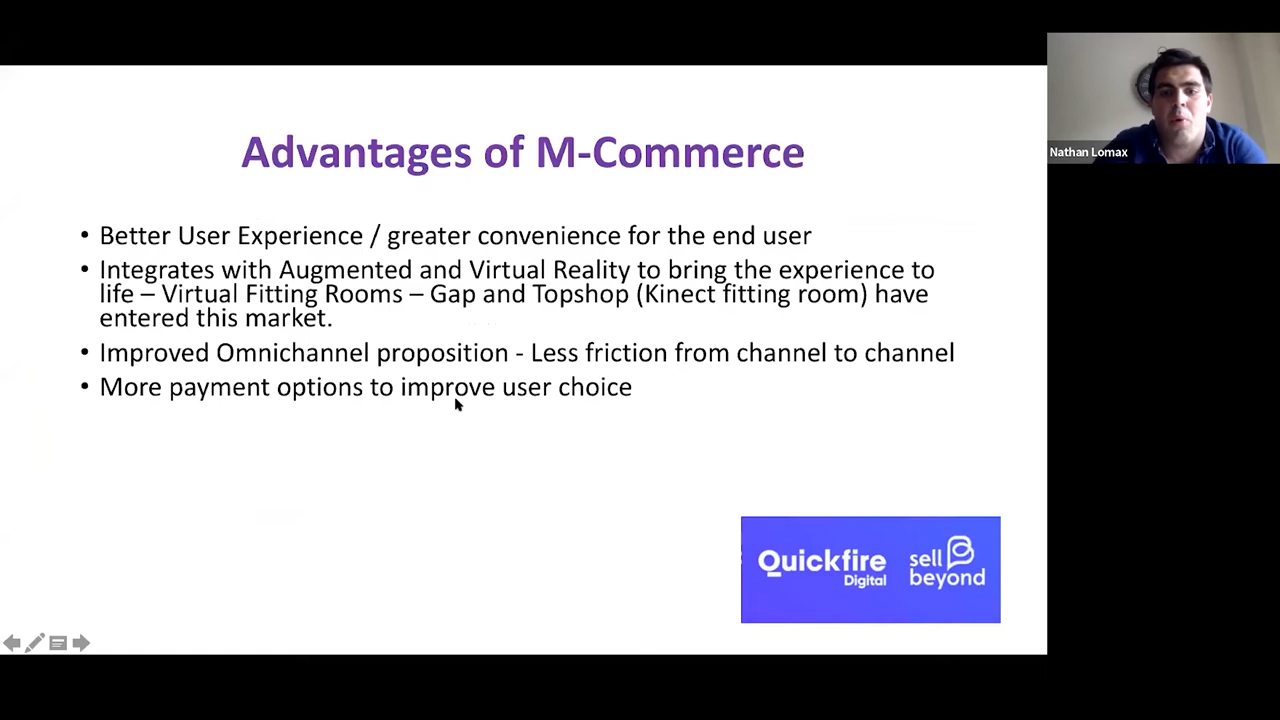 Advantages of M-Commerce
• Better User Experience / greater convenience for the end user
• Integrates with Augmented and Virtual Reality to bring the experience to
life – Virtual Fitting Rooms – Gap and Topshop (Kinect fitting room) have
entered this market.
• Improved Omnichannel proposition - Less friction from channel to channel
• More payment options to improve user choice
Quickfire
Digital
sell
beyond
Nathan Lomax